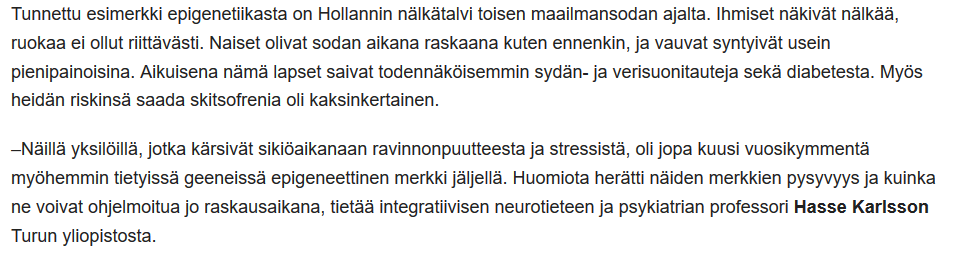 Tunnettu esimerkki epigenetiikasta on Hollannin nälkätalvi toisen maailmansodan ajalta. Ihmiset näkivät nälkää,
ruokaa ei ollut riittävästi. Naiset olivat sodan aikana raskaana kuten ennenkin, ja vauvat syntyivät usein
pienipainoisina. Aikuisena nämä lapset saivat todennäköisemmin sydän- ja verisuonitauteja sekä diabetesta. Myös
heidän riskinsä saada skitsofrenia oli kaksinkertainen.
–Näillä yksilöillä, jotka kärsivät sikiöaikanaan ravinnonpuutteesta ja stressistä, oli jopa kuusi vuosikymmentä
myöhemmin tietyissä geeneissä epigeneettinen merkki jäljellä. Huomiota herätti näiden merkkien pysyvyys ja kuinka
ne voivat ohjelmoitua jo raskausaikana, tietää integratiivisen neurotieteen ja psykiatrian professori Hasse Karlsson
Turun yliopistosta.